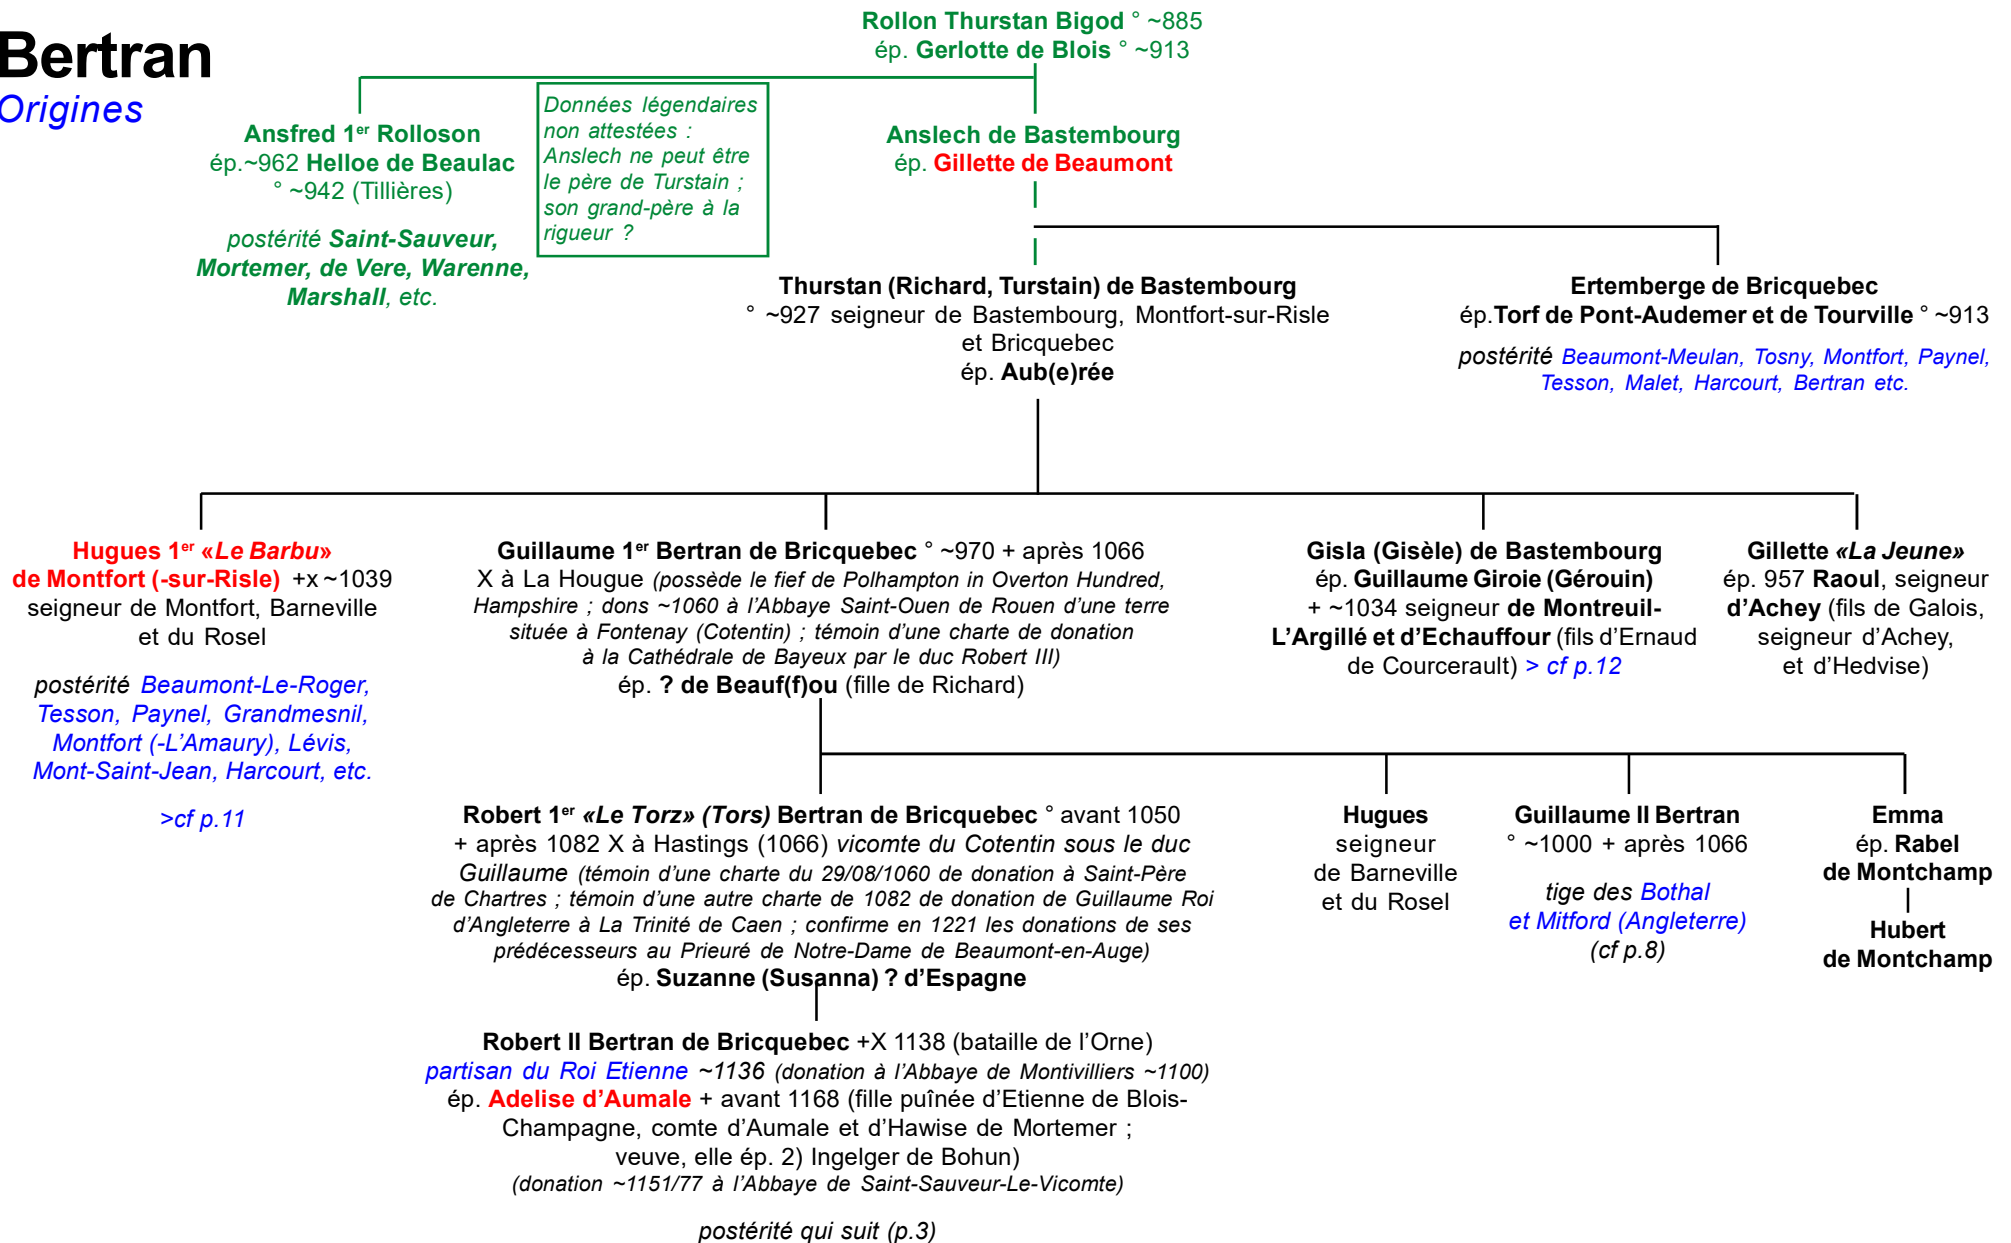 Bertran
Origines
Rollon Thurstan Bigod ° ~885
ép. Gerlotte de Blois ° ~913
Ansfred 1er Rolloson
ép.~962 Helloe de Beaulac
° ~942 (Tillières)
postérité Saint-Sauveur,
Mortemer, de Vere, Warenne,
Marshall, etc.
Données légendaires
non attestées :
Anslech ne peut être
le père de Turstain ;
son grand-père à la
rigueur ?
Anslech de Bastembourg
ép. Gillette de Beaumont
Thurstan (Richard, Turstain) de Bastembourg
° ~927 seigneur de Bastembourg, Montfort-sur-Risle
et Bricquebec
ép. Aub(e)rée
Ertemberge de Bricquebec
ép.Torf de Pont-Audemer et de Tourville ° ~913
postérité Beaumont-Meulan, Tosny, Montfort, Paynel,
Tesson, Malet, Harcourt, Bertran etc.
Hugues 1er «Le Barbu»
de Montfort (-sur-Risle) +x ~1039
seigneur de Montfort, Barneville
et du Rosel
postérité Beaumont-Le-Roger,
Tesson, Paynel, Grandmesnil,
Montfort (-L'Amaury), Lévis,
Mont-Saint-Jean, Harcourt, etc.
>cf p.11
Guillaume 1er Bertran de Bricquebec ° ~970 + après 1066
X à La Hougue (possède le fief de Polhampton in Overton Hundred,
Hampshire ; dons ~1060 à l'Abbaye Saint-Ouen de Rouen d'une terre
située à Fontenay (Cotentin) ; témoin d'une charte de donation
à la Cathédrale de Bayeux par le duc Robert III)
ép. ? de Beauf(f)ou (fille de Richard)
Gisla (Gisèle) de Bastembourg
ép. Guillaume Giroie (Gérouin)
+ ~1034 seigneur de Montreuil-
L'Argillé et d'Echauffour (fils d'Ernaud
de Courcerault) > cf p.12
Gillette «La Jeune»
ép. 957 Raoul, seigneur
d'Achey (fils de Galois,
seigneur d'Achey,
et d'Hedvise)
Robert 1er «Le Torz» (Tors) Bertran de Bricquebec ° avant 1050
+ après 1082 X à Hastings (1066) vicomte du Cotentin sous le duc
Guillaume (témoin d'une charte du 29/08/1060 de donation à Saint-Père
de Chartres ; témoin d'une autre charte de 1082 de donation de Guillaume Roi
d'Angleterre à La Trinité de Caen ; confirme en 1221 les donations de ses
prédécesseurs au Prieuré de Notre-Dame de Beaumont-en-Auge)
ép. Suzanne (Susanna) ? d'Espagne
Hugues
seigneur
de Barneville
et du Rosel
Guillaume II Bertran
° ~1000 + après 1066
tige des Bothal
et Mitford (Angleterre)
(cf p.8)
Emma
ép. Rabel
de Montchamp
Hubert
de Montchamp
Robert II Bertran de Bricquebec +X 1138 (bataille de l'Orne)
partisan du Roi Etienne ~1136 (donation à l'Abbaye de Montivilliers ~1100)
ép. Adelise d'Aumale + avant 1168 (fille puînée d'Etienne de Blois-
Champagne, comte d'Aumale et d'Hawise de Mortemer ;
veuve, elle ép. 2) Ingelger de Bohun)
(donation ~1151/77 à l'Abbaye de Saint-Sauveur-Le-Vicomte)
postérité qui suit (p.3)